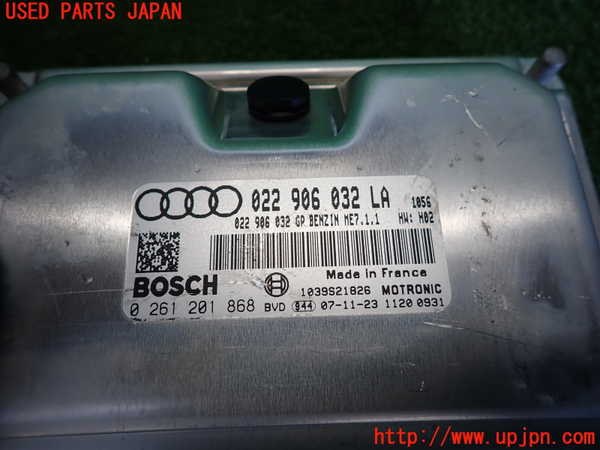 USED PARTS JAPAN
022 906 032 LA 1056
022 906 032 GP BENZIN ME7.1.1 HW: H02
Made in France
BOSCH 1039S21826 MOTRONIC
0 261 201 868 BVD 944 07-11-23 1120 0931
http://www.upjpn.com/